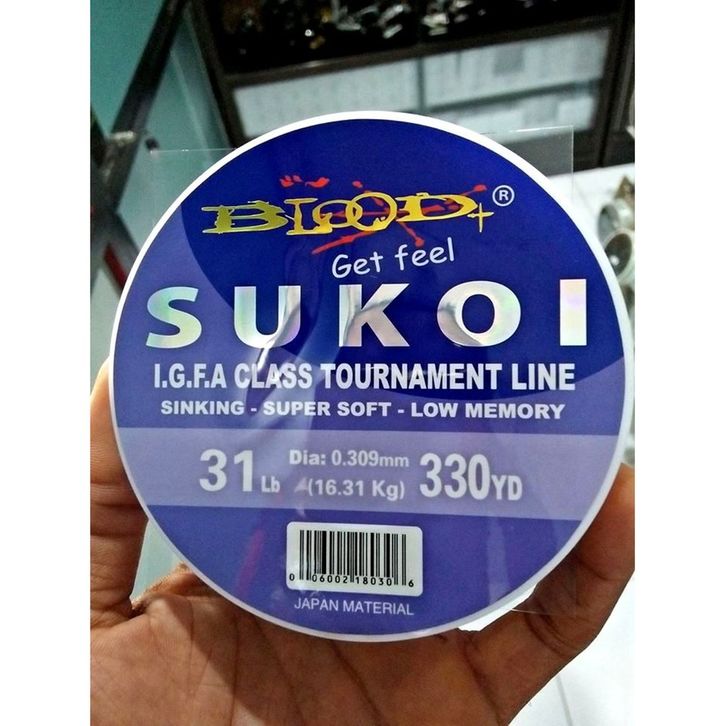 BLOOD+®
Get feel
SUKOI
I.G.F.A CLASS TOURNAMENT LINE
SINKING - SUPER SOFT - LOW MEMORY
31Lb Dia: 0.309mm (16.31 Kg) 330YD
0 06002 18030 6
JAPAN MATERIAL